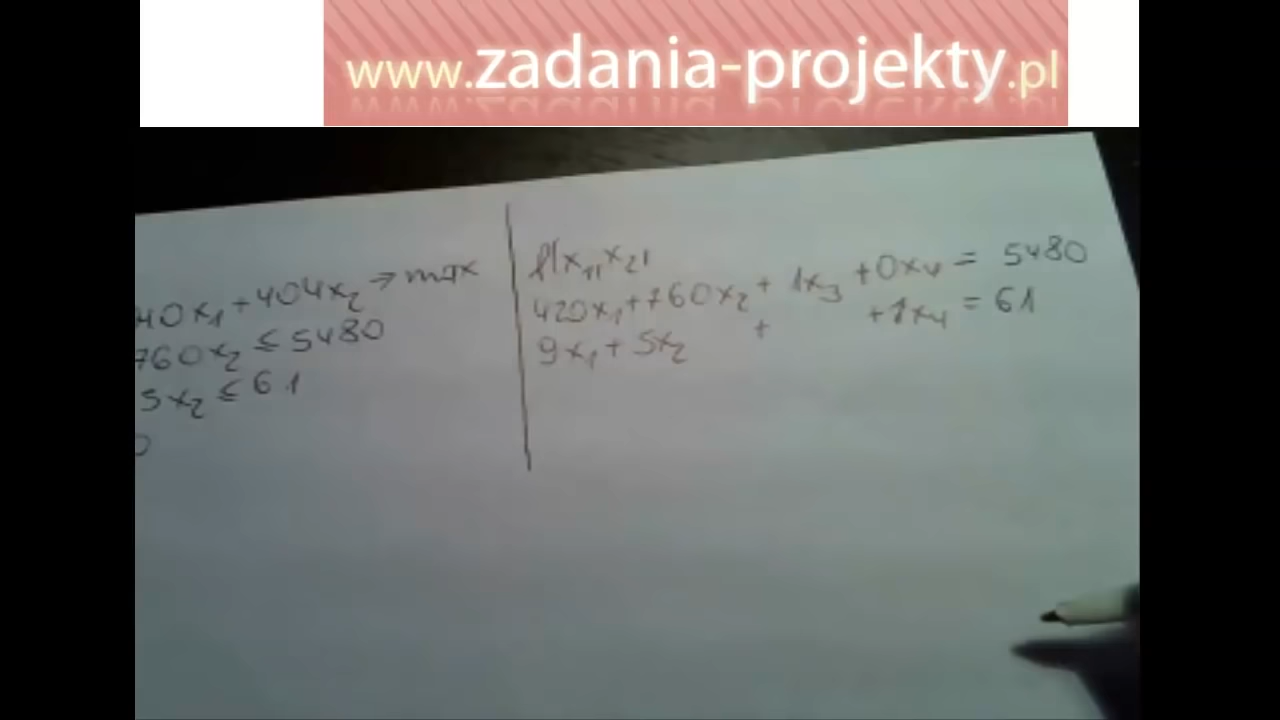 www.zadania-projekty.pl
40x₁ + 404x₂ → max
760x₂ ≤ 5480
5x₂ ≤ 61
0
f(x₁, x₂,
420x₁ + 760x₂ + 1x₃ + 0x₄ = 5480
9x₁ + 5x₂ + + 1x₄ = 61